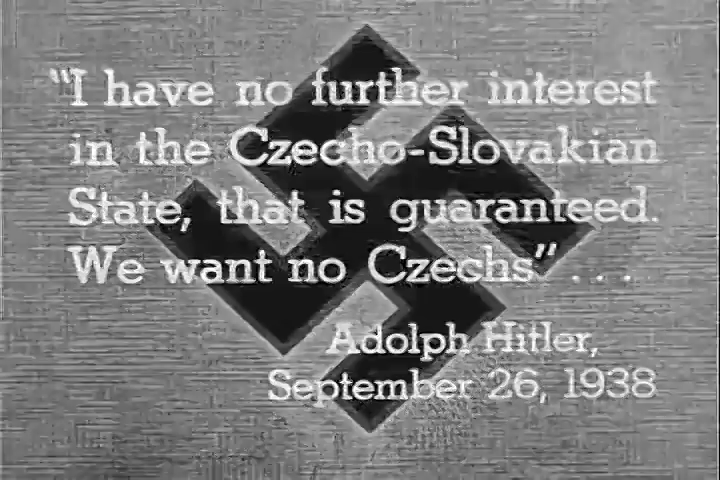 "I have no further interest
in the Czecho-Slovakian
State, that is guaranteed.
We want no Czechs" . . .
Adolph Hitler,
September 26, 1938